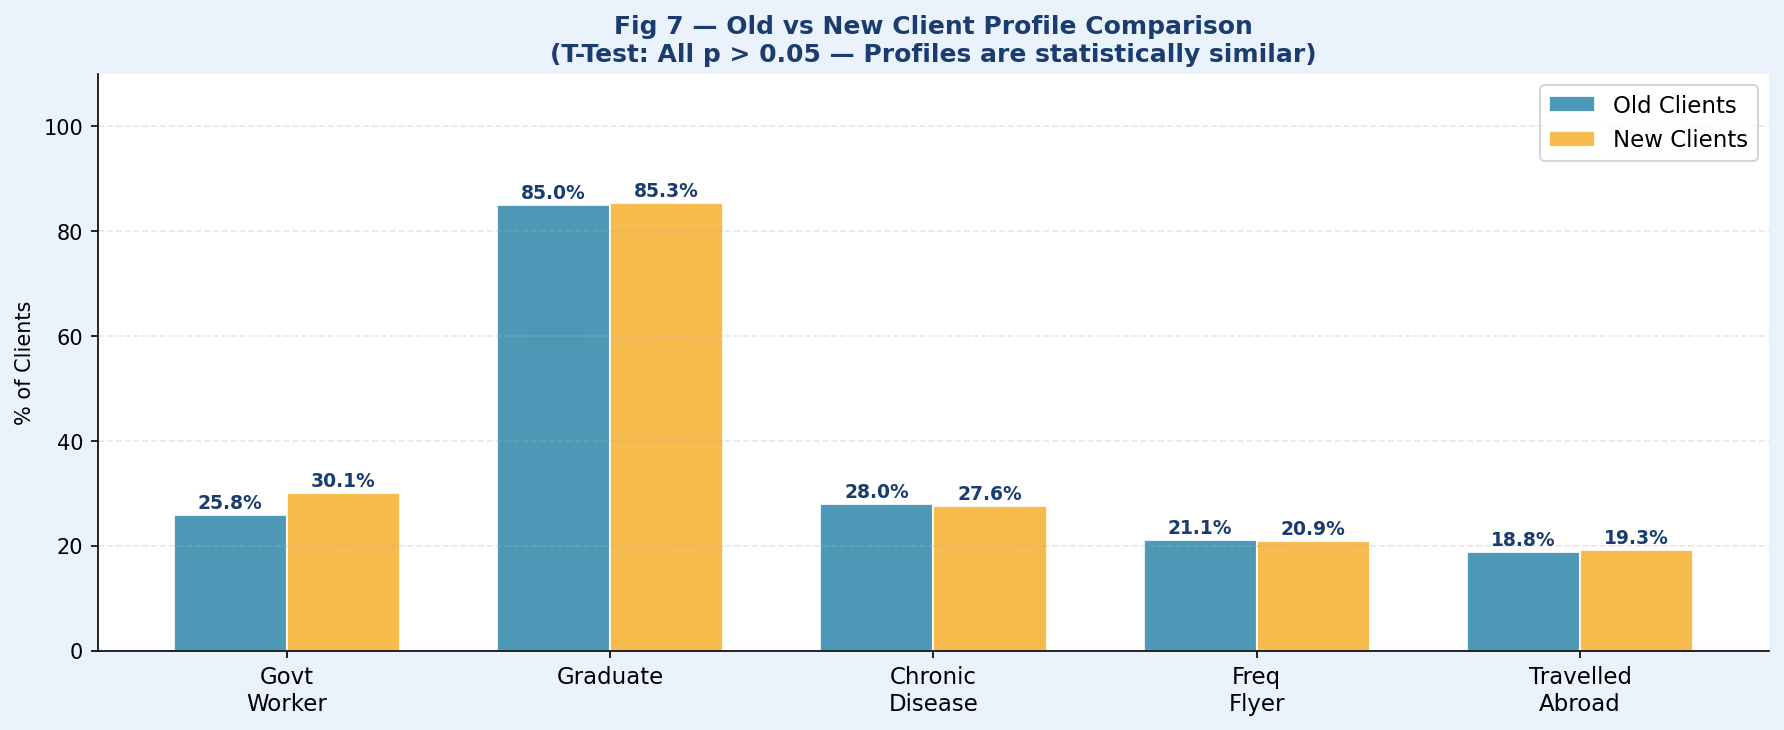 Fig 7 — Old vs New Client Profile Comparison
(T-Test: All p > 0.05 — Profiles are statistically similar)
Old Clients
New Clients
% of Clients
100
80
60
40
20
0
25.8%
30.1%
85.0%
85.3%
28.0%
27.6%
21.1%
20.9%
18.8%
19.3%
Govt
Worker
Graduate
Chronic
Disease
Freq
Flyer
Travelled
Abroad